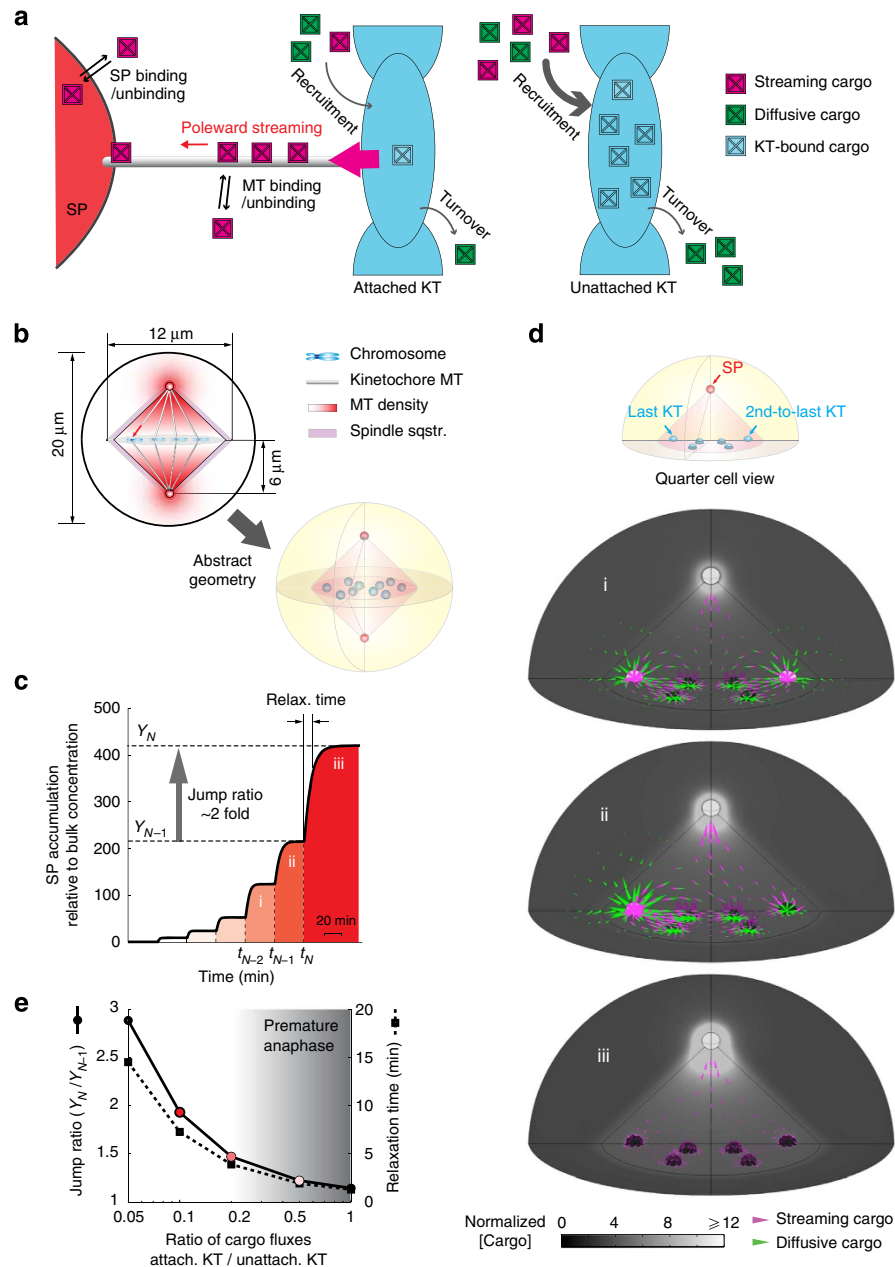 a
SP binding
/unbinding
Poleward streaming
MT binding
/unbinding
SP
Recruitment
Turnover
Attached KT
Recruitment
Turnover
Unattached KT
Streaming cargo
Diffusive cargo
KT-bound cargo
b
12 μm
20 μm
6 μm
Chromosome
Kinetochore MT
MT density
Spindle sqstr.
Abstract
geometry
c
Relax. time
SP accumulation
relative to bulk concentration
500
400
300
200
100
0
Y_N
Y_{N–1}
Jump ratio
~2 fold
i
ii
iii
20 min
t_{N–2} t_{N–1} t_N
Time (min)
d
SP
Last KT
2nd-to-last KT
Quarter cell view
i
ii
iii
Normalized
[Cargo]
0 4 8 ⩾12
Streaming cargo
Diffusive cargo
e
Jump ratio (Y_N/Y_{N–1})
3
2.5
2
1.5
1
Premature
anaphase
20
15
10
5
0
Relaxation time (min)
0.05 0.1 0.2 0.5 1
Ratio of cargo fluxes
attach. KT / unattach. KT